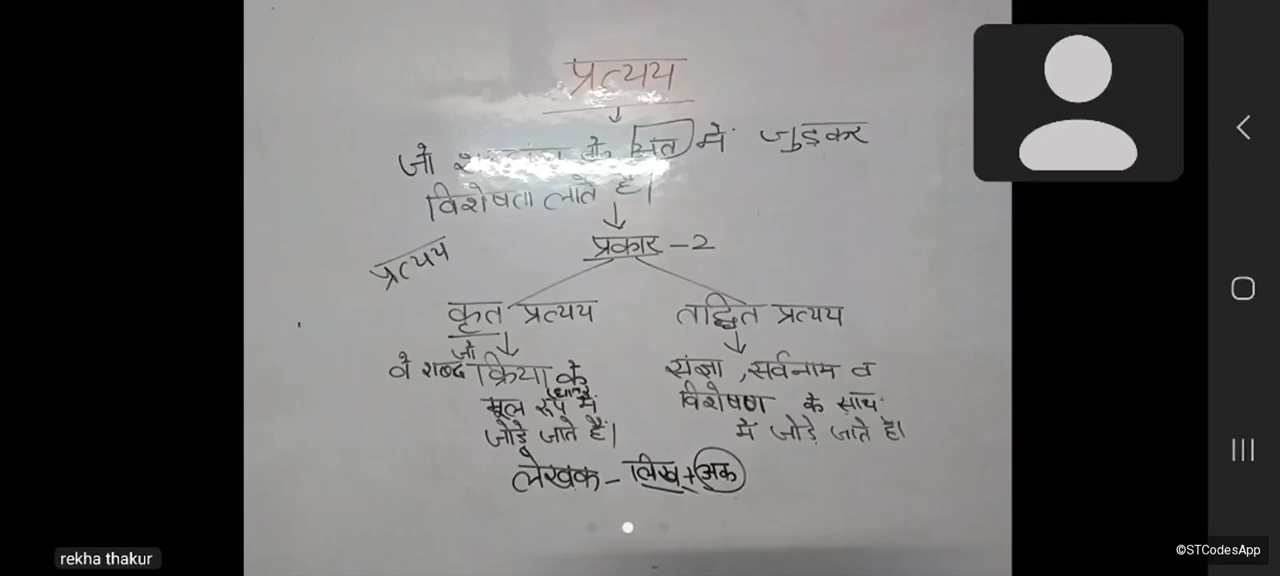 प्रत्यय
जो के अंत में जुड़कर
विशेषता लाते है।
प्रकार -2
प्रत्यय
कृत प्रत्यय तद्धित प्रत्यय
वे शब्द जो क्रिया के संज्ञा, सर्वनाम व
(धातु)
मूल रूप में विशेषण के साथ
जोड़े जाते हैं। में जोड़े जाते है।
लेखक - लिख + अक
rekha thakur
©STCodesApp